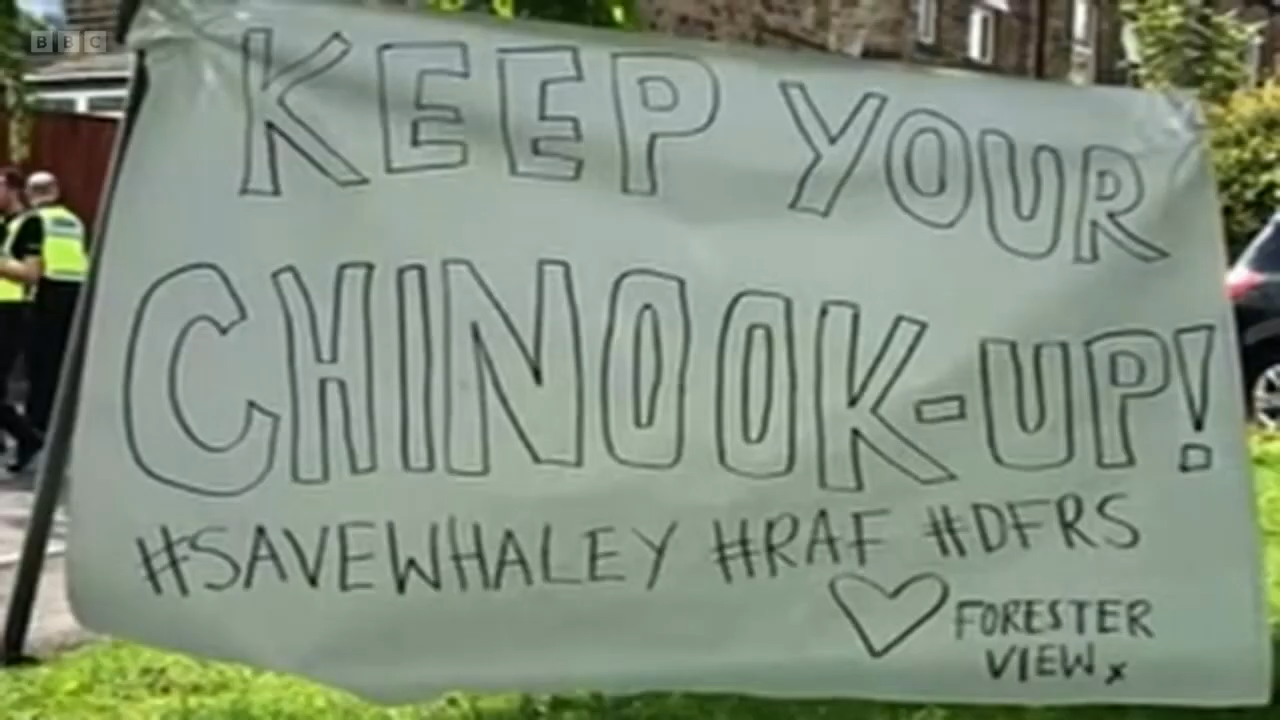 BBC
KEEP YOUR
CHINOOK-UP!
#SAVEWHALEY #RAF #DFRS
♡ FORESTER
VIEW x